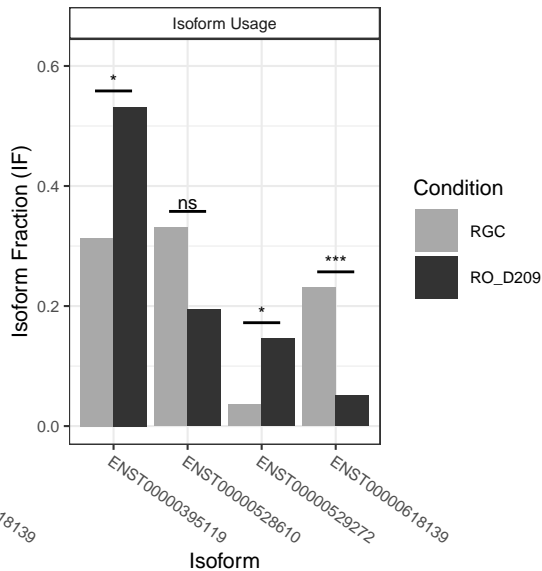 Isoform Usage
0.6
0.4
0.2
0.0
Isoform Fraction (IF)
*
ns
*
***
ENST00000395119
ENST00000528610
ENST00000529272
ENST00000618139
18139
Isoform
Condition
RGC
RO_D209